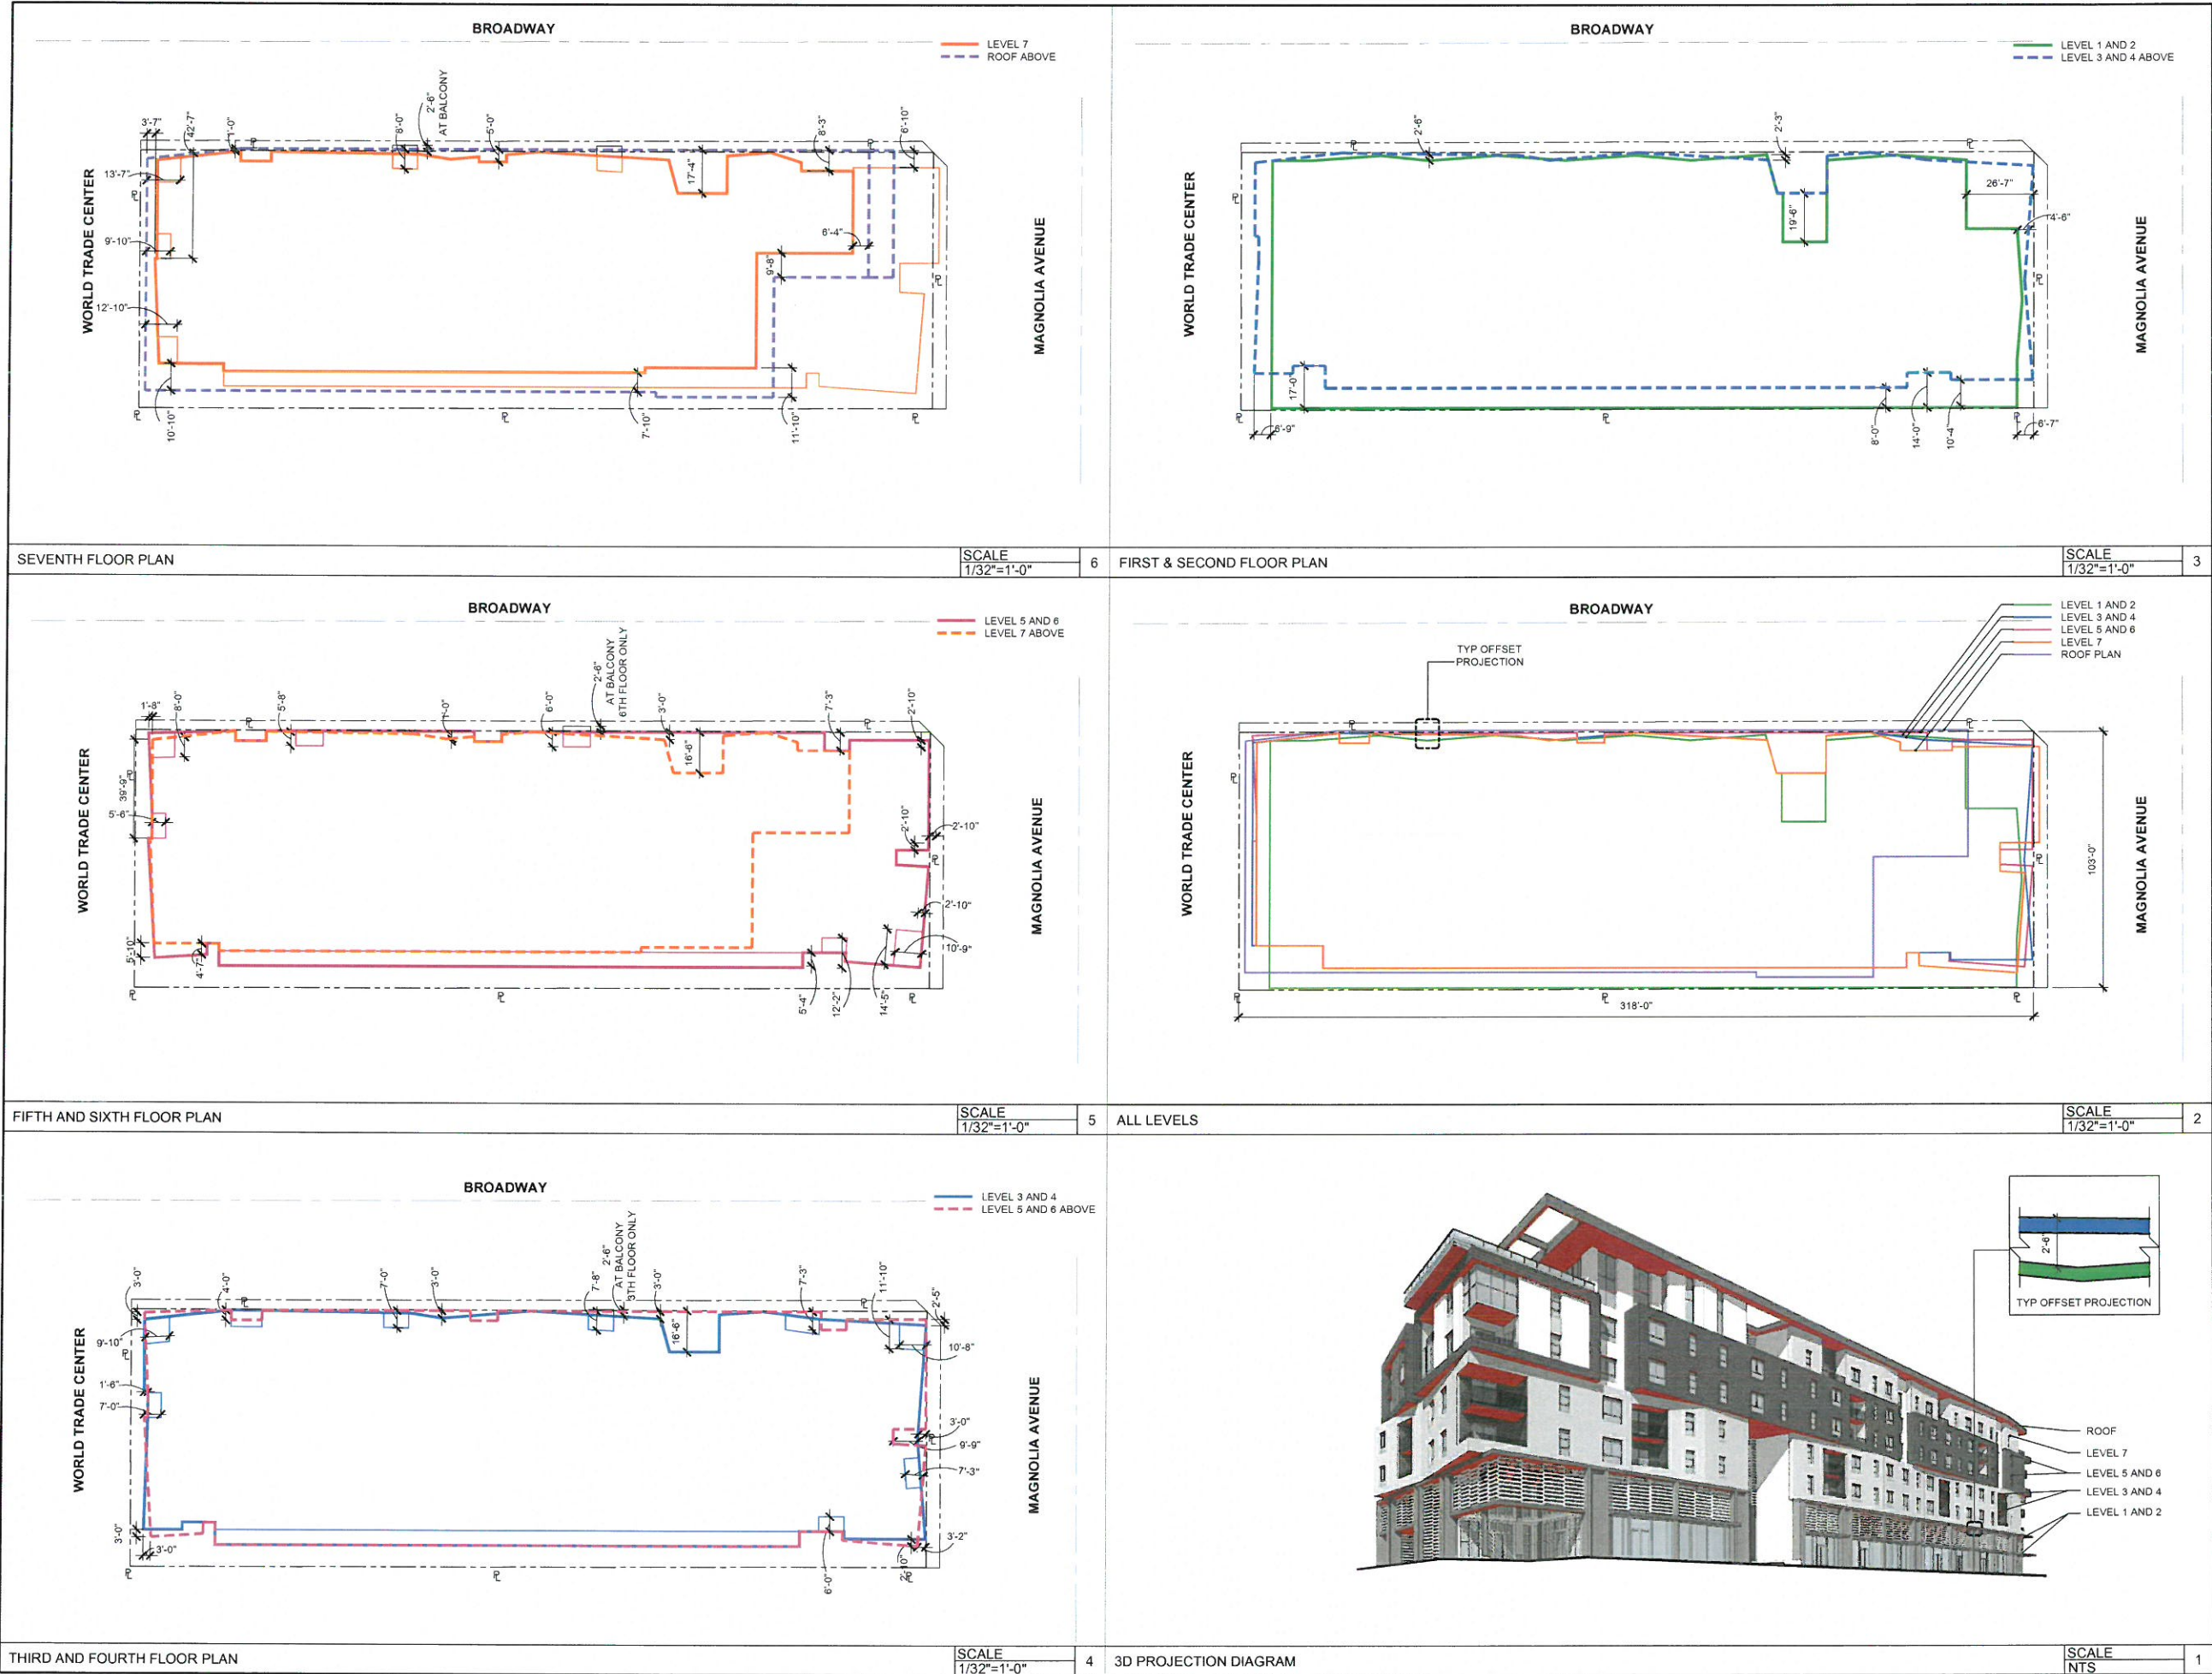 BROADWAY
LEVEL 7
ROOF ABOVE
3'-7"
42'-7"
1'-0"
8'-0"
2'-6"
AT BALCONY
5'-0"
8'-3"
6'-10"
13'-7"
17'-4"
9'-10"
6'-4"
9'-8"
12'-10"
10'-10"
7'-10"
11'-10"
WORLD TRADE CENTER
MAGNOLIA AVENUE
SEVENTH FLOOR PLAN
SCALE
1/32"=1'-0"
6
BROADWAY
LEVEL 1 AND 2
LEVEL 3 AND 4 ABOVE
2'-6"
2'-3"
26'-7"
19'-6"
4'-6"
17'-0"
6'-9"
8'-0"
14'-0"
10'-4"
6'-7"
WORLD TRADE CENTER
MAGNOLIA AVENUE
FIRST & SECOND FLOOR PLAN
SCALE
1/32"=1'-0"
3
BROADWAY
LEVEL 5 AND 6
LEVEL 7 ABOVE
1'-8"
8'-0"
5'-8"
1'-0"
6'-0"
2'-6"
AT BALCONY
6TH FLOOR ONLY
3'-0"
7'-3"
2'-10"
16'-6"
39'-9"
5'-6"
2'-10"
2'-10"
2'-10"
10'-9"
5'-10"
4'-7"
5'-4"
12'-2"
14'-5"
WORLD TRADE CENTER
MAGNOLIA AVENUE
FIFTH AND SIXTH FLOOR PLAN
SCALE
1/32"=1'-0"
5
BROADWAY
LEVEL 1 AND 2
LEVEL 3 AND 4
LEVEL 5 AND 6
LEVEL 7
ROOF PLAN
TYP OFFSET
PROJECTION
WORLD TRADE CENTER
MAGNOLIA AVENUE
103'-0"
318'-0"
ALL LEVELS
SCALE
1/32"=1'-0"
2
BROADWAY
LEVEL 3 AND 4
LEVEL 5 AND 6 ABOVE
3'-0"
4'-0"
7'-0"
3'-0"
7'-8"
2'-6"
AT BALCONY
3TH FLOOR ONLY
3'-0"
7'-3"
11'-10"
2'-5"
9'-10"
16'-6"
10'-8"
1'-6"
7'-0"
3'-0"
9'-9"
7'-3"
3'-0"
3'-0"
6'-0"
2'-10"
3'-2"
WORLD TRADE CENTER
MAGNOLIA AVENUE
THIRD AND FOURTH FLOOR PLAN
SCALE
1/32"=1'-0"
4
2'-6"
TYP OFFSET PROJECTION
ROOF
LEVEL 7
LEVEL 5 AND 6
LEVEL 3 AND 4
LEVEL 1 AND 2
3D PROJECTION DIAGRAM
SCALE
NTS
1